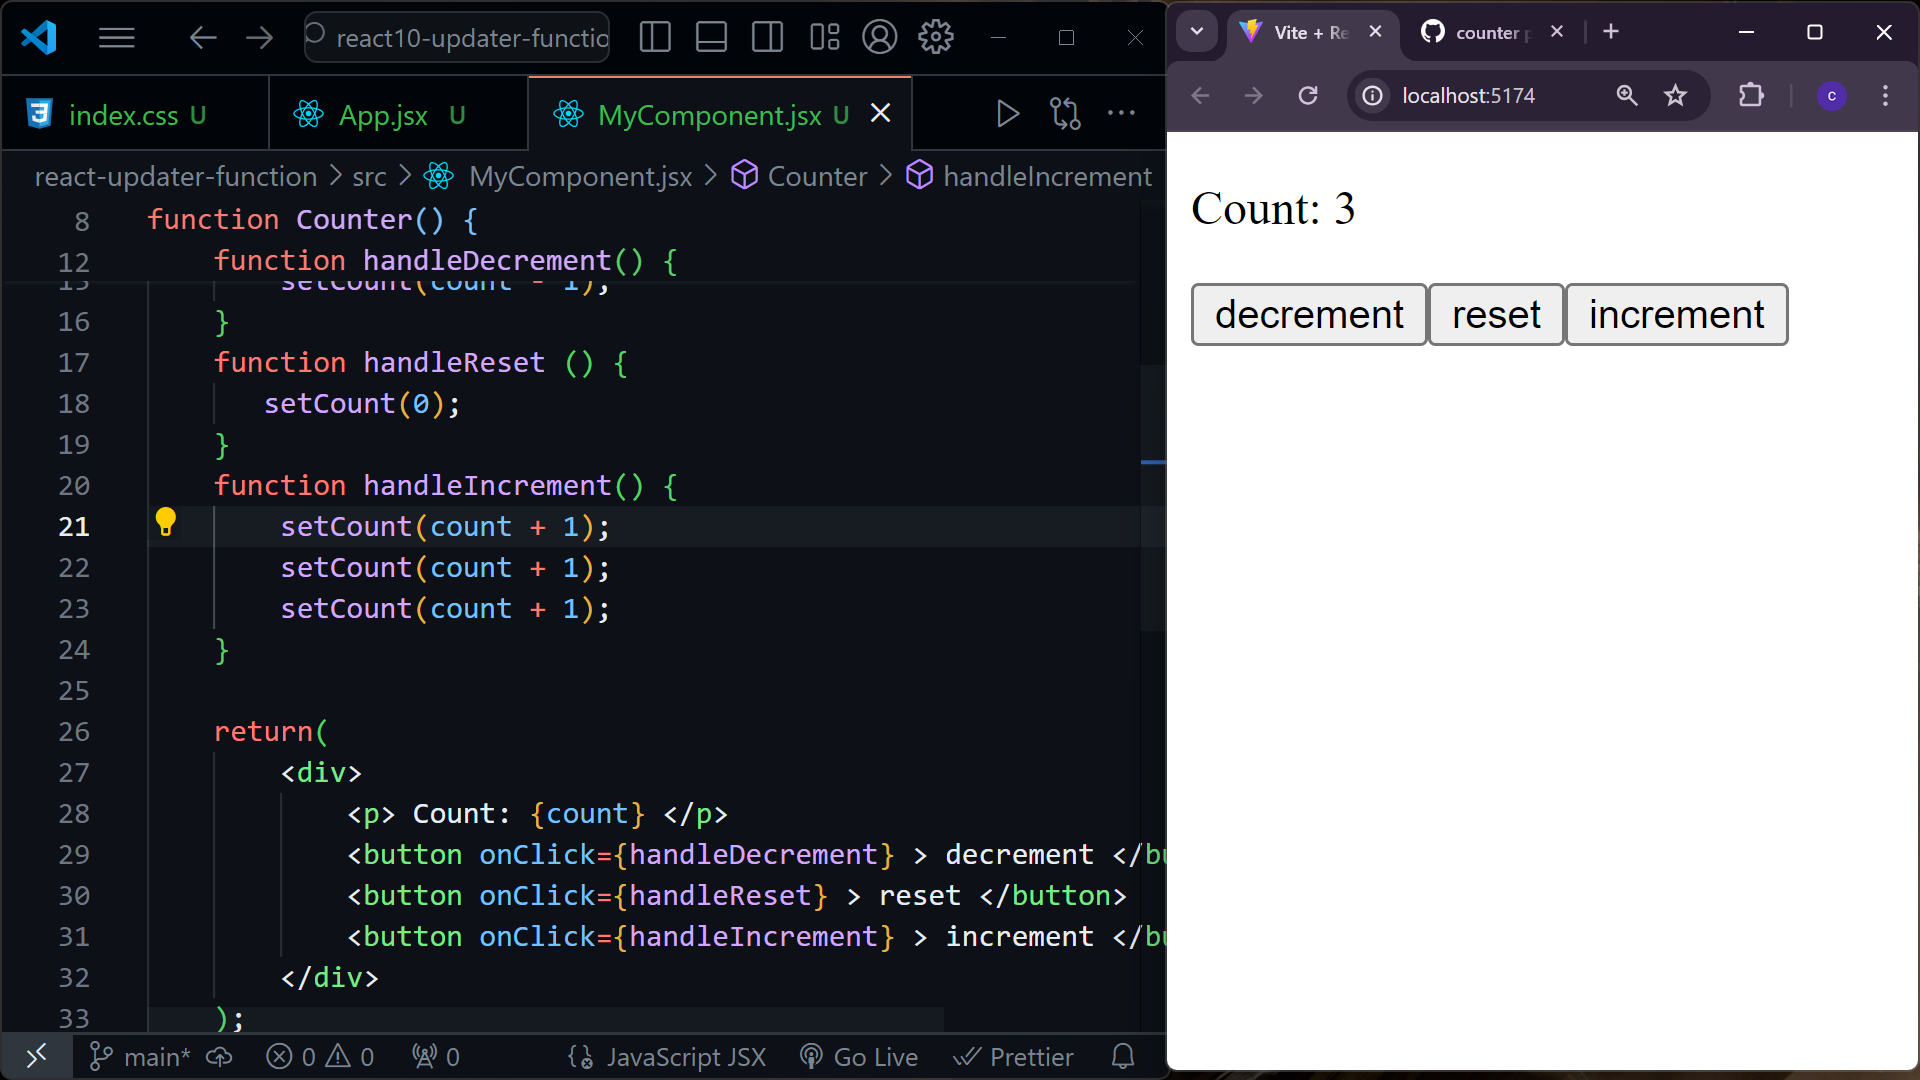 react10-updater-functio
index.css U
App.jsx U
MyComponent.jsx U
react-updater-function > src > MyComponent.jsx > Counter > handleIncrement
8 function Counter() {
12 function handleDecrement() {
15 setCount(count - 1);
16 }
17 function handleReset () {
18 setCount(0);
19 }
20 function handleIncrement() {
21 setCount(count + 1);
22 setCount(count + 1);
23 setCount(count + 1);
24 }
25
26 return(
27 <div>
28 <p> Count: {count} </p>
29 <button onClick={handleDecrement} > decrement </bu
30 <button onClick={handleReset} > reset </button>
31 <button onClick={handleIncrement} > increment </bu
32 </div>
33 );
main* 0 0 0 JavaScript JSX Go Live Prettier
Vite + Re
counter p
localhost:5174
c
Count: 3
decrement reset increment